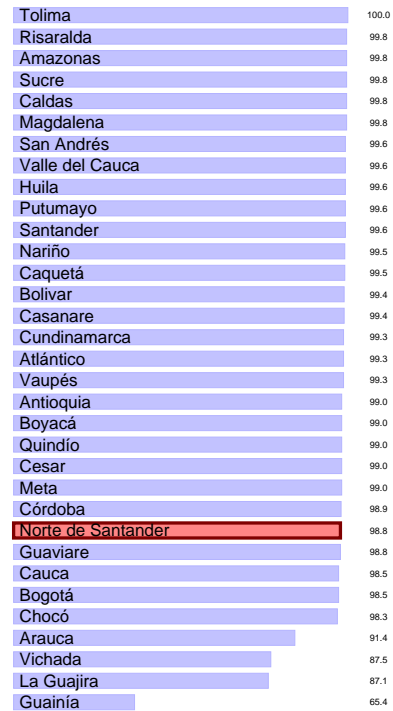 Tolima 100.0
Risaralda 99.8
Amazonas 99.8
Sucre 99.8
Caldas 99.8
Magdalena 99.8
San Andrés 99.6
Valle del Cauca 99.6
Huila 99.6
Putumayo 99.6
Santander 99.6
Nariño 99.5
Caquetá 99.5
Bolivar 99.4
Casanare 99.4
Cundinamarca 99.3
Atlántico 99.3
Vaupés 99.3
Antioquia 99.0
Boyacá 99.0
Quindío 99.0
Cesar 99.0
Meta 99.0
Córdoba 98.9
Norte de Santander 98.8
Guaviare 98.8
Cauca 98.5
Bogotá 98.5
Chocó 98.3
Arauca 91.4
Vichada 87.5
La Guajira 87.1
Guainía 65.4